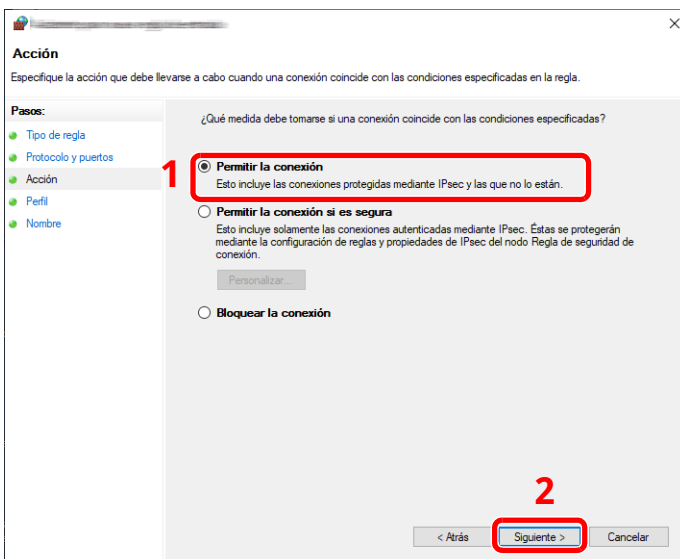 Acción
Especifique la acción que debe llevarse a cabo cuando una conexión coincide con las condiciones especificadas en la regla.
Pasos:
Tipo de regla
Protocolo y puertos
Acción
Perfil
Nombre
¿Qué medida debe tomarse si una conexión coincide con las condiciones especificadas?
1
Permitir la conexión
Esto incluye las conexiones protegidas mediante IPsec y las que no lo están.
Permitir la conexión si es segura
Esto incluye solamente las conexiones autenticadas mediante IPsec. Éstas se protegerán
mediante la configuración de reglas y propiedades de IPsec del nodo Regla de seguridad de
conexión.
Personalizar...
Bloquear la conexión
2
< Atrás
Siguiente >
Cancelar